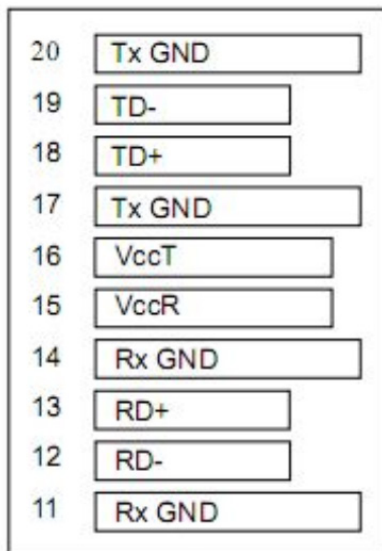 20 Tx GND
19 TD-
18 TD+
17 Tx GND
16 VccT
15 VccR
14 Rx GND
13 RD+
12 RD-
11 Rx GND